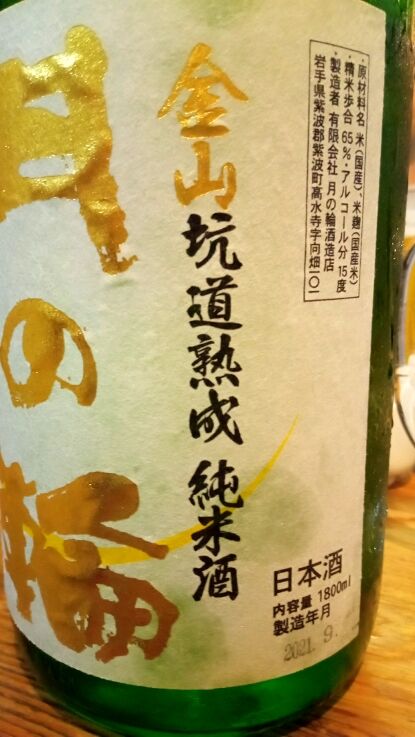 月の輪
金山
坑道熟成 純米酒
・原材料名 米(国産)、米麹(国産米)
・精米歩合 65%・アルコール分 15度
・製造者 有限会社 月の輪酒造店
岩手県紫波郡紫波町高水寺字向畑一〇一
日本酒
内容量 1800ml
製造年月
2021. 9.